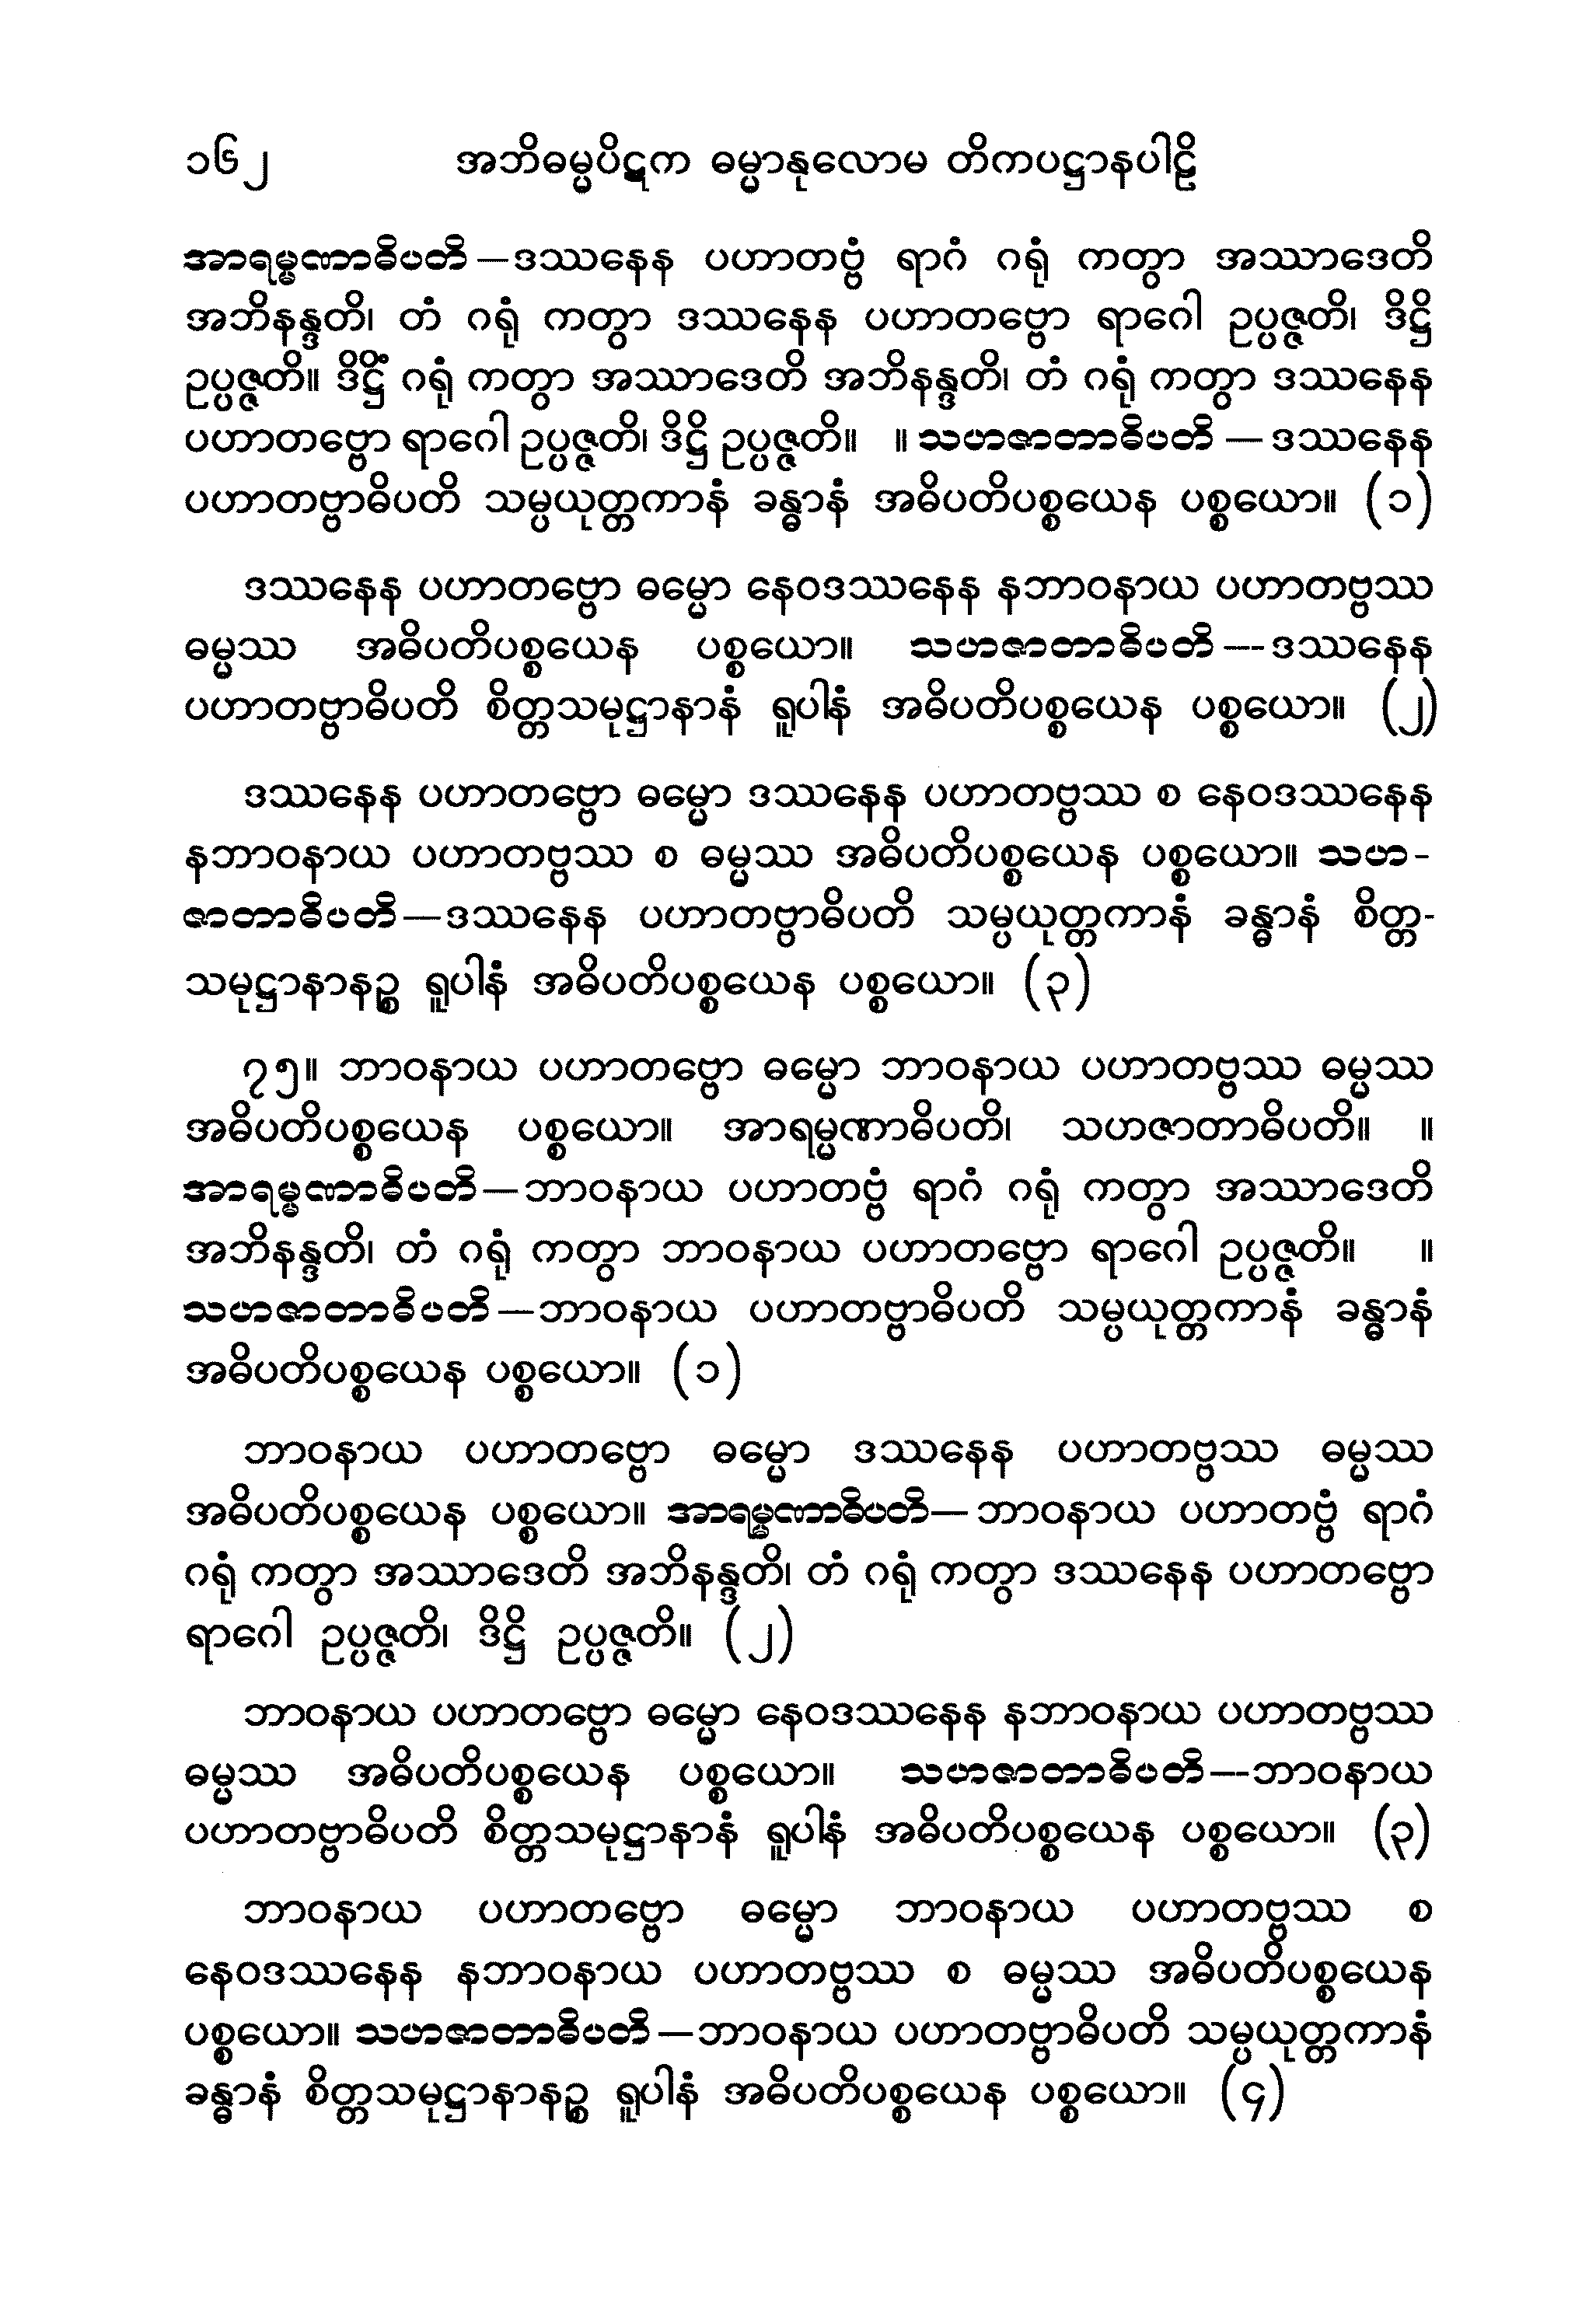 ၁၆၂ အဘိဓမ္မပိဋက ဓမ္မာနုလောမ တိကပဋ္ဌာနပါဠိ
အာရမ္မဏာဓိပတိ—ဒဿနေန ပဟာတဗ္ဗံ ရာဂံ ဂရုံ ကတွာ အဿာဒေတိ
အဘိနန္ဒတိ၊ တံ ဂရုံ ကတွာ ဒဿနေန ပဟာတဗ္ဗော ရာဂေါ ဥပ္ပဇ္ဇတိ၊ ဒိဋ္ဌိ
ဥပ္ပဇ္ဇတိ။ ဒိဋ္ဌိံ ဂရုံ ကတွာ အဿာဒေတိ အဘိနန္ဒတိ၊ တံ ဂရုံ ကတွာ ဒဿနေန
ပဟာတဗ္ဗော ရာဂေါ ဥပ္ပဇ္ဇတိ၊ ဒိဋ္ဌိ ဥပ္ပဇ္ဇတိ။ ။ သဟဇာတာဓိပတိ — ဒဿနေန
ပဟာတဗ္ဗာဓိပတိ သမ္ပယုတ္တကာနံ ခန္ဓာနံ အဓိပတိပစ္စယေန ပစ္စယော။ (၁)
ဒဿနေန ပဟာတဗ္ဗော ဓမ္မော နေဝဒဿနေန နဘာဝနာယ ပဟာတဗ္ဗဿ
ဓမ္မဿ အဓိပတိပစ္စယေန ပစ္စယော။ သဟဇာတာဓိပတိ —ဒဿနေန
ပဟာတဗ္ဗာဓိပတိ စိတ္တသမုဋ္ဌာနာနံ ရူပါနံ အဓိပတိပစ္စယေန ပစ္စယော။ (၂)
ဒဿနေန ပဟာတဗ္ဗော ဓမ္မော ဒဿနေန ပဟာတဗ္ဗဿ စ နေဝဒဿနေန
နဘာဝနာယ ပဟာတဗ္ဗဿ စ ဓမ္မဿ အဓိပတိပစ္စယေန ပစ္စယော။ သဟ-
ဇာတာဓိပတိ—ဒဿနေန ပဟာတဗ္ဗာဓိပတိ သမ္ပယုတ္တကာနံ ခန္ဓာနံ စိတ္တ-
သမုဋ္ဌာနာနဉ္စ ရူပါနံ အဓိပတိပစ္စယေန ပစ္စယော။ (၃)
၇၅။ ဘာဝနာယ ပဟာတဗ္ဗော ဓမ္မော ဘာဝနာယ ပဟာတဗ္ဗဿ ဓမ္မဿ
အဓိပတိပစ္စယေန ပစ္စယော။ အာရမ္မဏာဓိပတိ၊ သဟဇာတာဓိပတိ။ ။
အာရမ္မဏာဓိပတိ—ဘာဝနာယ ပဟာတဗ္ဗံ ရာဂံ ဂရုံ ကတွာ အဿာဒေတိ
အဘိနန္ဒတိ၊ တံ ဂရုံ ကတွာ ဘာဝနာယ ပဟာတဗ္ဗော ရာဂေါ ဥပ္ပဇ္ဇတိ။ ။
သဟဇာတာဓိပတိ—ဘာဝနာယ ပဟာတဗ္ဗာဓိပတိ သမ္ပယုတ္တကာနံ ခန္ဓာနံ
အဓိပတိပစ္စယေန ပစ္စယော။ (၁)
ဘာဝနာယ ပဟာတဗ္ဗော ဓမ္မော ဒဿနေန ပဟာတဗ္ဗဿ ဓမ္မဿ
အဓိပတိပစ္စယေန ပစ္စယော။ အာရမ္မဏာဓိပတိ—ဘာဝနာယ ပဟာတဗ္ဗံ ရာဂံ
ဂရုံ ကတွာ အဿာဒေတိ အဘိနန္ဒတိ၊ တံ ဂရုံ ကတွာ ဒဿနေန ပဟာတဗ္ဗော
ရာဂေါ ဥပ္ပဇ္ဇတိ၊ ဒိဋ္ဌိ ဥပ္ပဇ္ဇတိ။ (၂)
ဘာဝနာယ ပဟာတဗ္ဗော ဓမ္မော နေဝဒဿနေန နဘာဝနာယ ပဟာတဗ္ဗဿ
ဓမ္မဿ အဓိပတိပစ္စယေန ပစ္စယော။ သဟဇာတာဓိပတိ—ဘာဝနာယ
ပဟာတဗ္ဗာဓိပတိ စိတ္တသမုဋ္ဌာနာနံ ရူပါနံ အဓိပတိပစ္စယေန ပစ္စယော။ (၃)
ဘာဝနာယ ပဟာတဗ္ဗော ဓမ္မော ဘာဝနာယ ပဟာတဗ္ဗဿ စ
နေဝဒဿနေန နဘာဝနာယ ပဟာတဗ္ဗဿ စ ဓမ္မဿ အဓိပတိပစ္စယေန
ပစ္စယော။ သဟဇာတာဓိပတိ—ဘာဝနာယ ပဟာတဗ္ဗာဓိပတိ သမ္ပယုတ္တကာနံ
ခန္ဓာနံ စိတ္တသမုဋ္ဌာနာနဉ္စ ရူပါနံ အဓိပတိပစ္စယေန ပစ္စယော။ (၄)